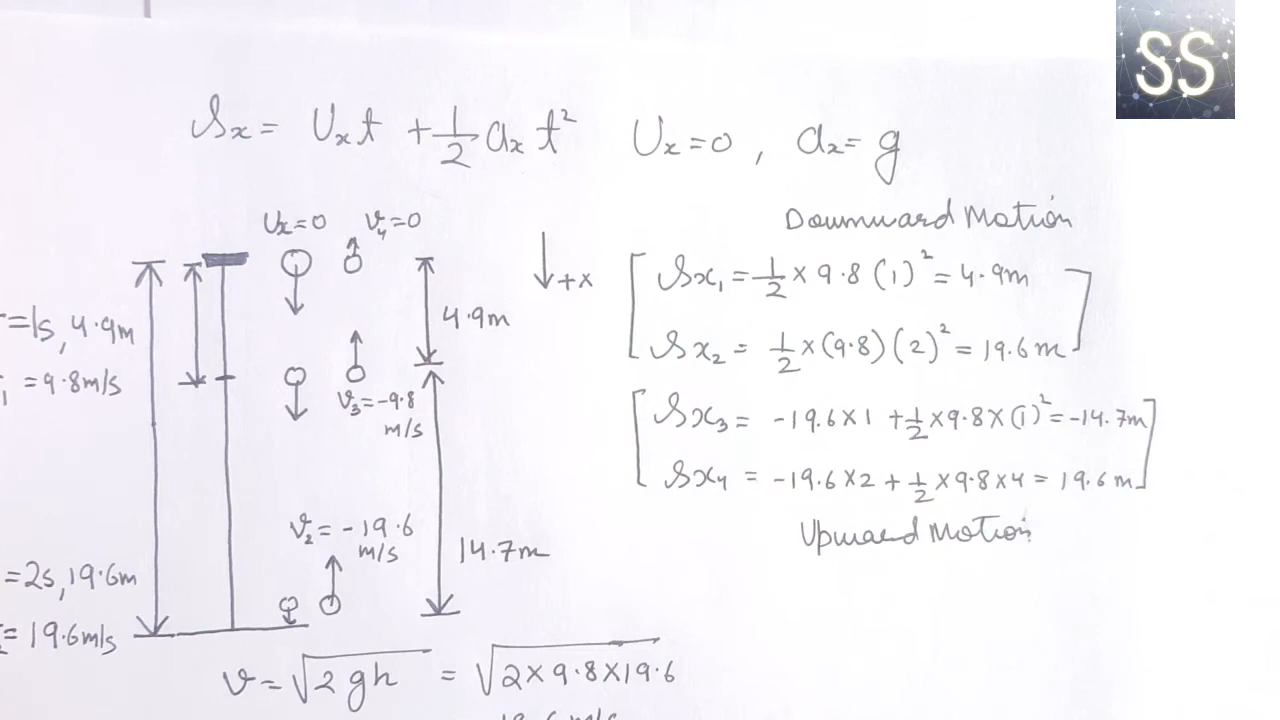 SS
Sx = Uxt + 1/2 ax t² Ux=0, ax= g
Ux=0 v4=0
Downward Motion
↓+x
Sx1 = 1/2 × 9.8 (1)² = 4.9m
=1s, 4.9m
4.9m
Sx2 = 1/2 ×(9.8)(2)² = 19.6m
1 = 9.8m/s
v3=-9.8
m/s
Sx3 = -19.6×1 + 1/2 ×9.8×(1)² = -14.7m
Sx4 = -19.6×2 + 1/2 ×9.8×4 = 19.6m
Upward Motion
v2= -19.6
m/s
14.7m
=2s, 19.6m
= 19.6m/s
v = √2gh = √2×9.8×19.6